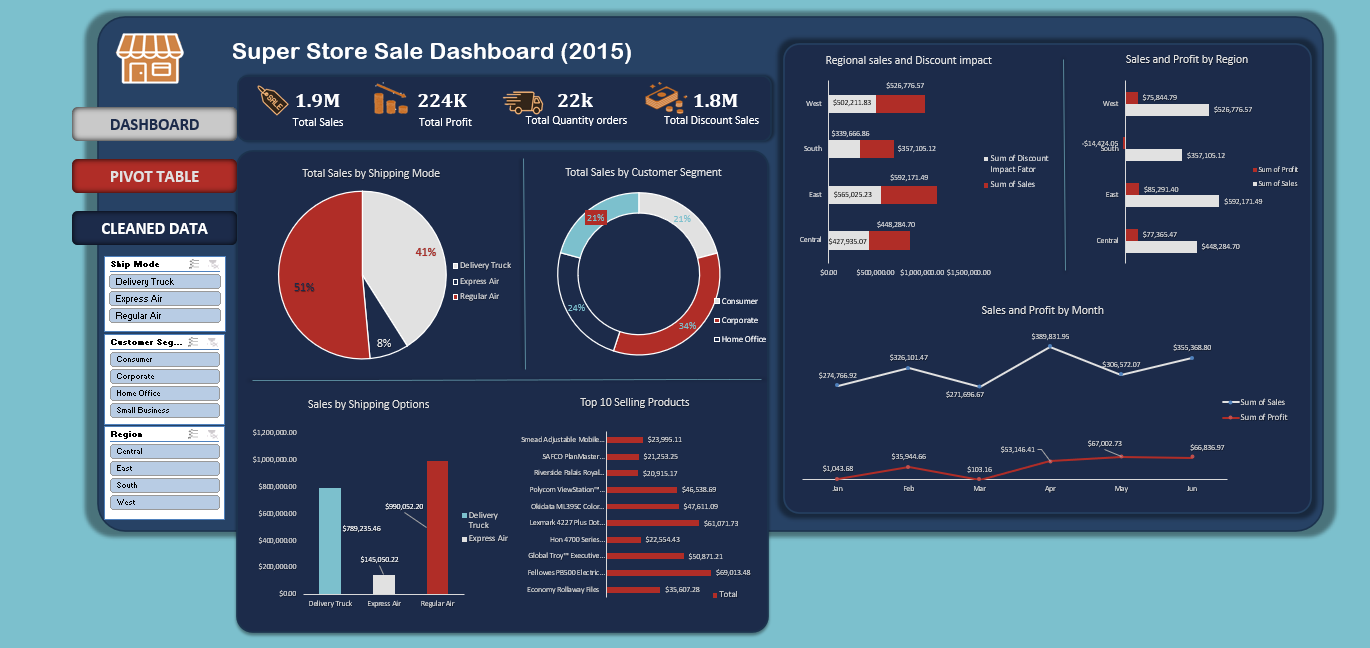 Super Store Sale Dashboard (2015)
SALE
1.9M
Total Sales
224K
Total Profit
22k
Total Quantity orders
1.8M
Total Discount Sales
DASHBOARD
PIVOT TABLE
CLEANED DATA
Ship Mode
Delivery Truck
Express Air
Regular Air
Customer Seg...
Consumer
Corporate
Home Office
Small Business
Region
Central
East
South
West
Total Sales by Shipping Mode
41%
51%
8%
Delivery Truck
Express Air
Regular Air
Total Sales by Customer Segment
21%
21%
24%
34%
Consumer
Corporate
Home Office
Sales by Shipping Options
$1,200,000.00
$1,000,000.00
$800,000.00
$600,000.00
$400,000.00
$200,000.00
$0.00
$789,235.46
$145,050.22
$990,052.20
Delivery Truck
Express Air
Regular Air
Delivery
Truck
Express Air
Top 10 Selling Products
Smead Adjustable Mobile... $23,995.11
SAFCO PlanMaster... $21,253.25
Riverside Palais Royal... $20,915.17
Polycom ViewStation™... $46,538.69
Okidata ML395C Color... $47,611.09
Lexmark 4227 Plus Dot... $61,071.73
Hon 4700 Series... $22,554.43
Global Troy™ Executive... $50,871.21
Fellowes PB500 Electric... $69,013.48
Economy Rollaway Files $35,607.28
Total
Regional sales and Discount impact
$526,776.57
West $502,211.83
$339,666.86
South $357,105.12
$592,171.49
East $565,025.23
$448,284.70
Central $427,935.07
$0.00 $500,000.00 $1,000,000.00 $1,500,000.00
Sum of Discount
Impact Fator
Sum of Sales
Sales and Profit by Region
$75,844.79
West
$526,776.57
-$14,424.05
South
$357,105.12
$85,291.40
East
$592,171.49
$77,365.47
Central
$448,284.70
Sum of Profit
Sum of Sales
Sales and Profit by Month
$274,766.92
$326,101.47
$271,696.67
$389,831.95
$306,572.07
$355,368.80
$1,043.68
$35,944.66
$103.16
$53,146.41
$67,002.73
$66,836.97
Jan Feb Mar Apr May Jun
Sum of Sales
Sum of Profit